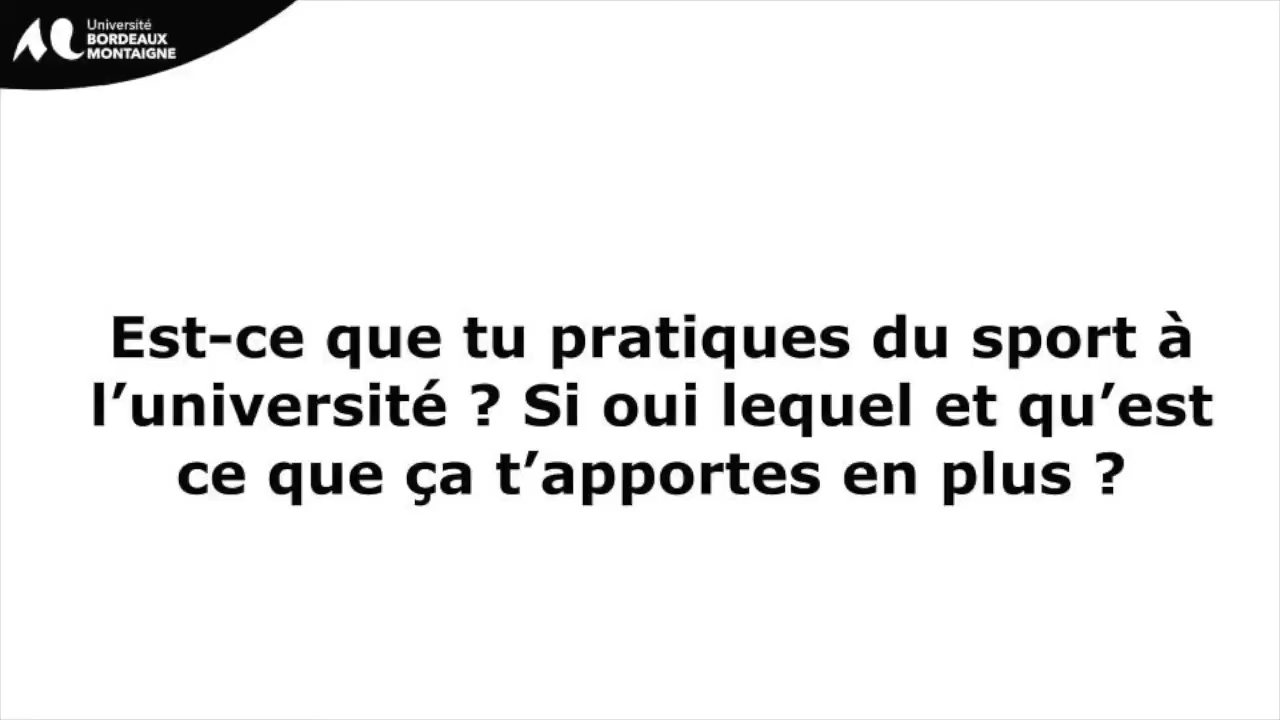 Université
BORDEAUX
MONTAIGNE
Est-ce que tu pratiques du sport à
l’université ? Si oui lequel et qu’est
ce que ça t’apportes en plus ?